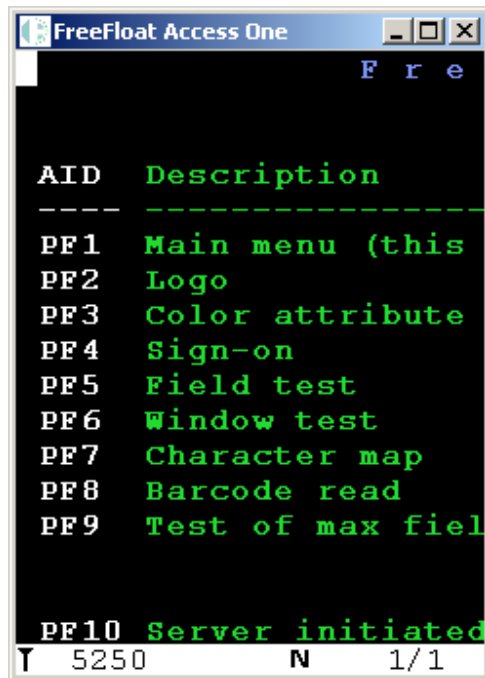 FreeFloat Access One
F r e
AID Description
---- -----------------
PF1 Main menu (this
PF2 Logo
PF3 Color attribute
PF4 Sign-on
PF5 Field test
PF6 Window test
PF7 Character map
PF8 Barcode read
PF9 Test of max fiel
PF10 Server initiated
5250 N 1/1